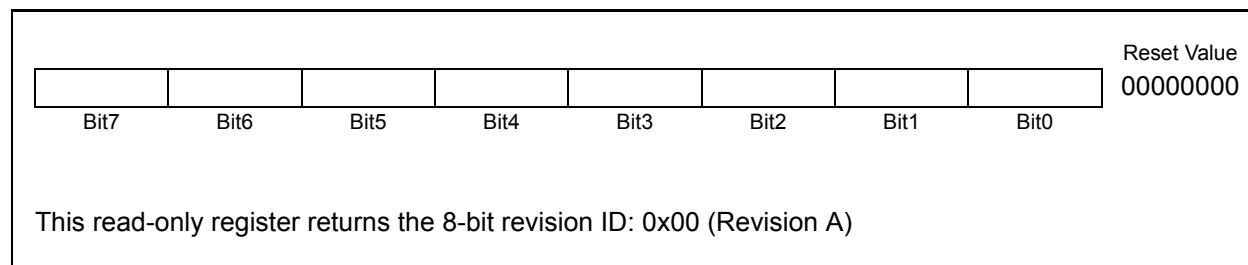 Reset Value
00000000
Bit7 Bit6 Bit5 Bit4 Bit3 Bit2 Bit1 Bit0
This read-only register returns the 8-bit revision ID: 0x00 (Revision A)